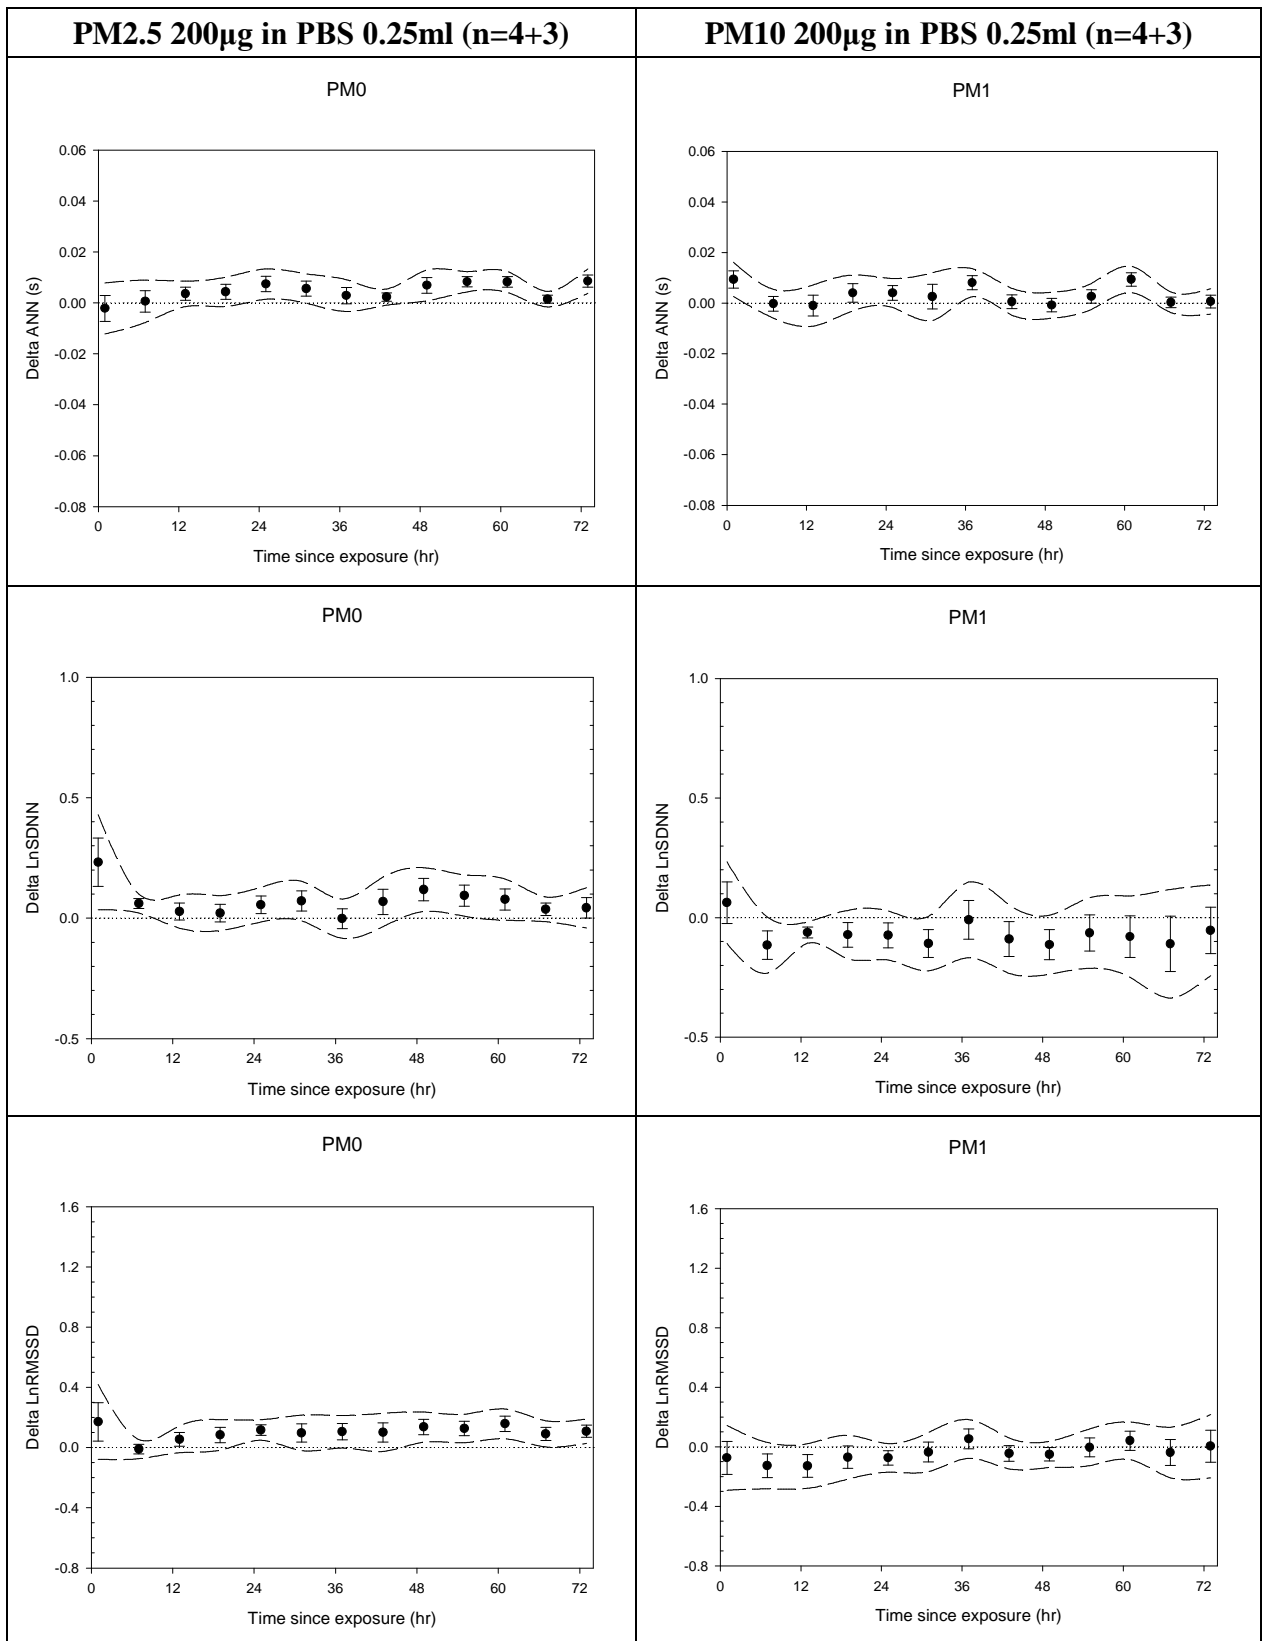 PM2.5 200μg in PBS 0.25ml (n=4+3)
PM10 200μg in PBS 0.25ml (n=4+3)
PM0
0.06
0.04
0.02
0.00
-0.02
-0.04
-0.06
-0.08
Delta ANN (s)
0 12 24 36 48 60 72
Time since exposure (hr)
PM1
0.06
0.04
0.02
0.00
-0.02
-0.04
-0.06
-0.08
Delta ANN (s)
0 12 24 36 48 60 72
Time since exposure (hr)
PM0
1.0
0.5
0.0
-0.5
Delta LnSDNN
0 12 24 36 48 60 72
Time since exposure (hr)
PM1
1.0
0.5
0.0
-0.5
Delta LnSDNN
0 12 24 36 48 60 72
Time since exposure (hr)
PM0
1.6
1.2
0.8
0.4
0.0
-0.4
-0.8
Delta LnRMSSD
0 12 24 36 48 60 72
Time since exposure (hr)
PM1
1.6
1.2
0.8
0.4
0.0
-0.4
-0.8
Delta LnRMSSD
0 12 24 36 48 60 72
Time since exposure (hr)